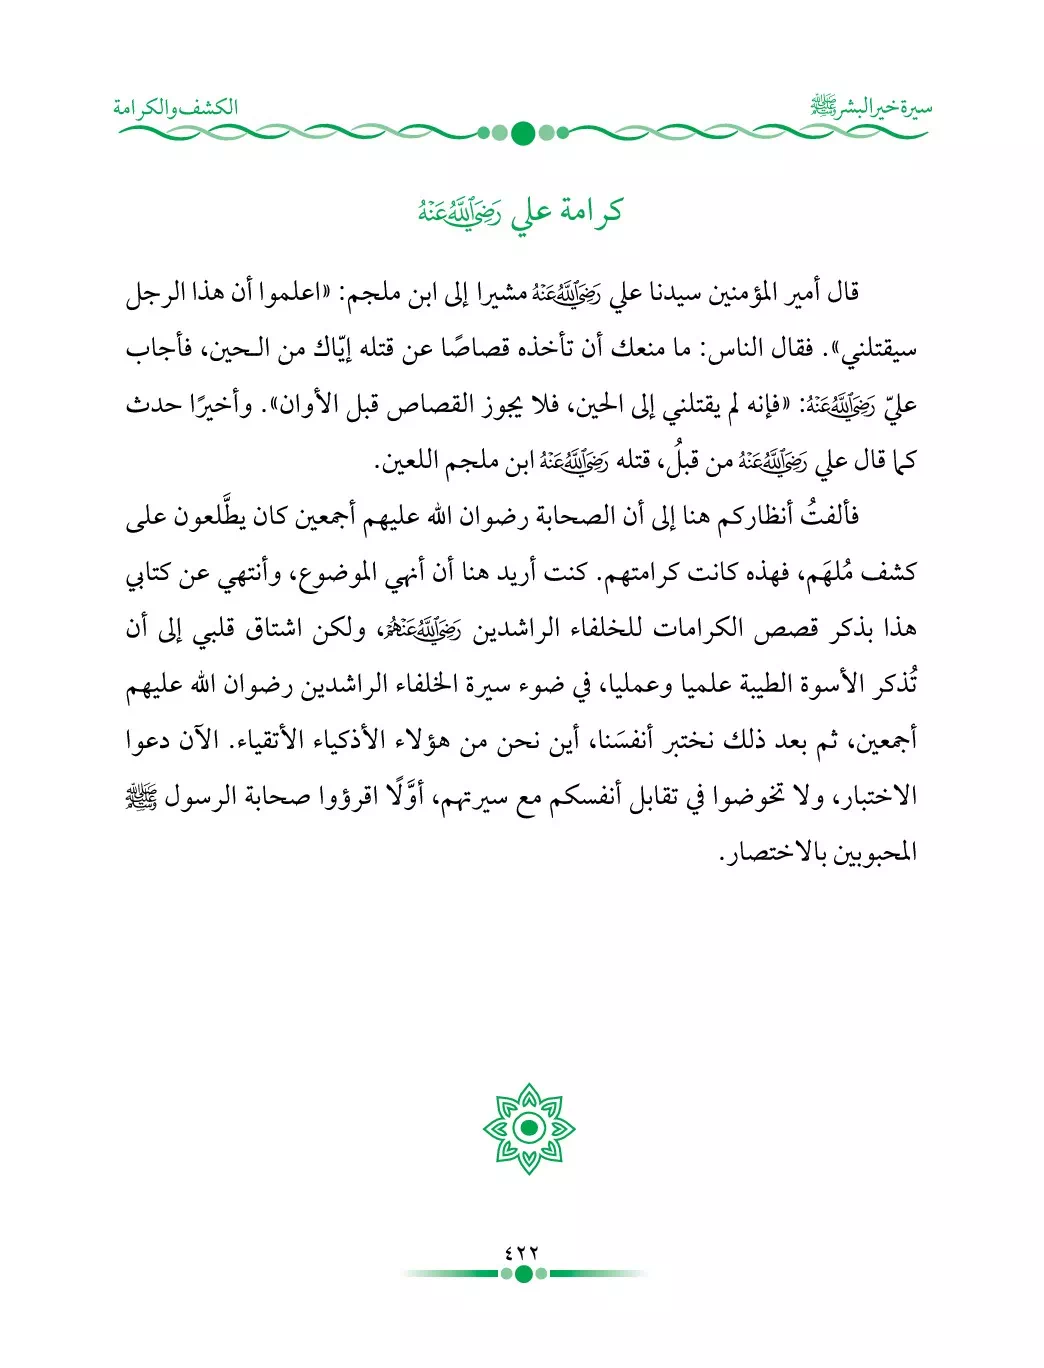 سيرة خير البشر ﷺ
الكشف والكرامة
كرامة علي رَضِيَ اللَّهُ عَنْهُ
قال أمير المؤمنين سيدنا علي رَضِيَ اللَّهُ عَنْهُ مشيرا إلى ابن ملجم: «اعلموا أن هذا الرجل
سيقتلني». فقال الناس: ما منعك أن تأخذه قصاصًا عن قتله إيّاك من الـحين، فأجاب
عليّ رَضِيَ اللَّهُ عَنْهُ: «فإنه لم يقتلني إلى الحين، فلا يجوز القصاص قبل الأوان». وأخيرًا حدث
كما قال علي رَضِيَ اللَّهُ عَنْهُ من قبلُ، قتله رَضِيَ اللَّهُ عَنْهُ ابن ملجم اللعين.
فألفتُ أنظاركم هنا إلى أن الصحابة رضوان الله عليهم أجمعين كان يطَّلعون على
كشف مُلهَم، فهذه كانت كرامتهم. كنت أريد هنا أن أنهي الموضوع، وأنتهي عن كتابي
هذا بذكر قصص الكرامات للخلفاء الراشدين رَضِيَ اللَّهُ عَنْهُمْ، ولكن اشتاق قلبي إلى أن
تُذكر الأسوة الطيبة علميا وعمليا، في ضوء سيرة الخلفاء الراشدين رضوان الله عليهم
أجمعين، ثم بعد ذلك نختبر أنفسَنا، أين نحن من هؤلاء الأذكياء الأتقياء. الآن دعوا
الاختبار، ولا تخوضوا في تقابل أنفسكم مع سيرتهم، أوَّلًا اقرؤوا صحابة الرسول ﷺ
المحبوبين بالاختصار.
٤٢٢